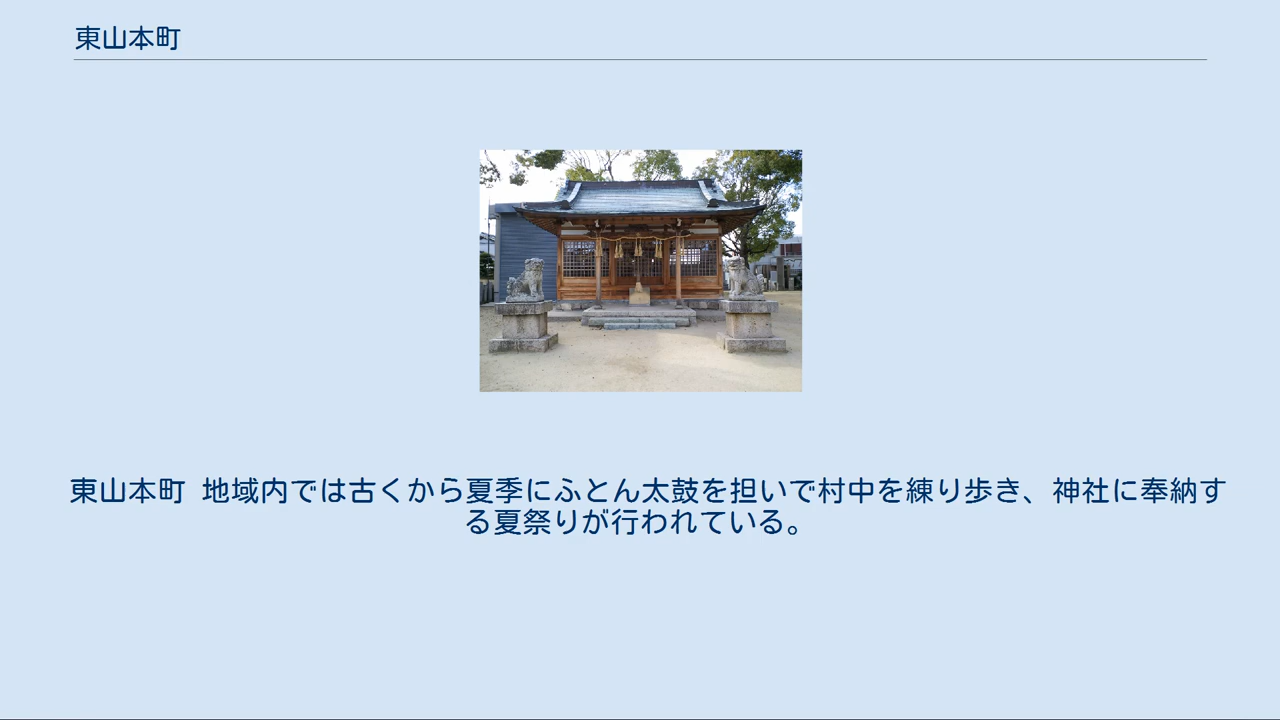 東山本町
東山本町 地域内では古くから夏季にふとん太鼓を担いで村中を練り歩き、神社に奉納す
る夏祭りが行われている。